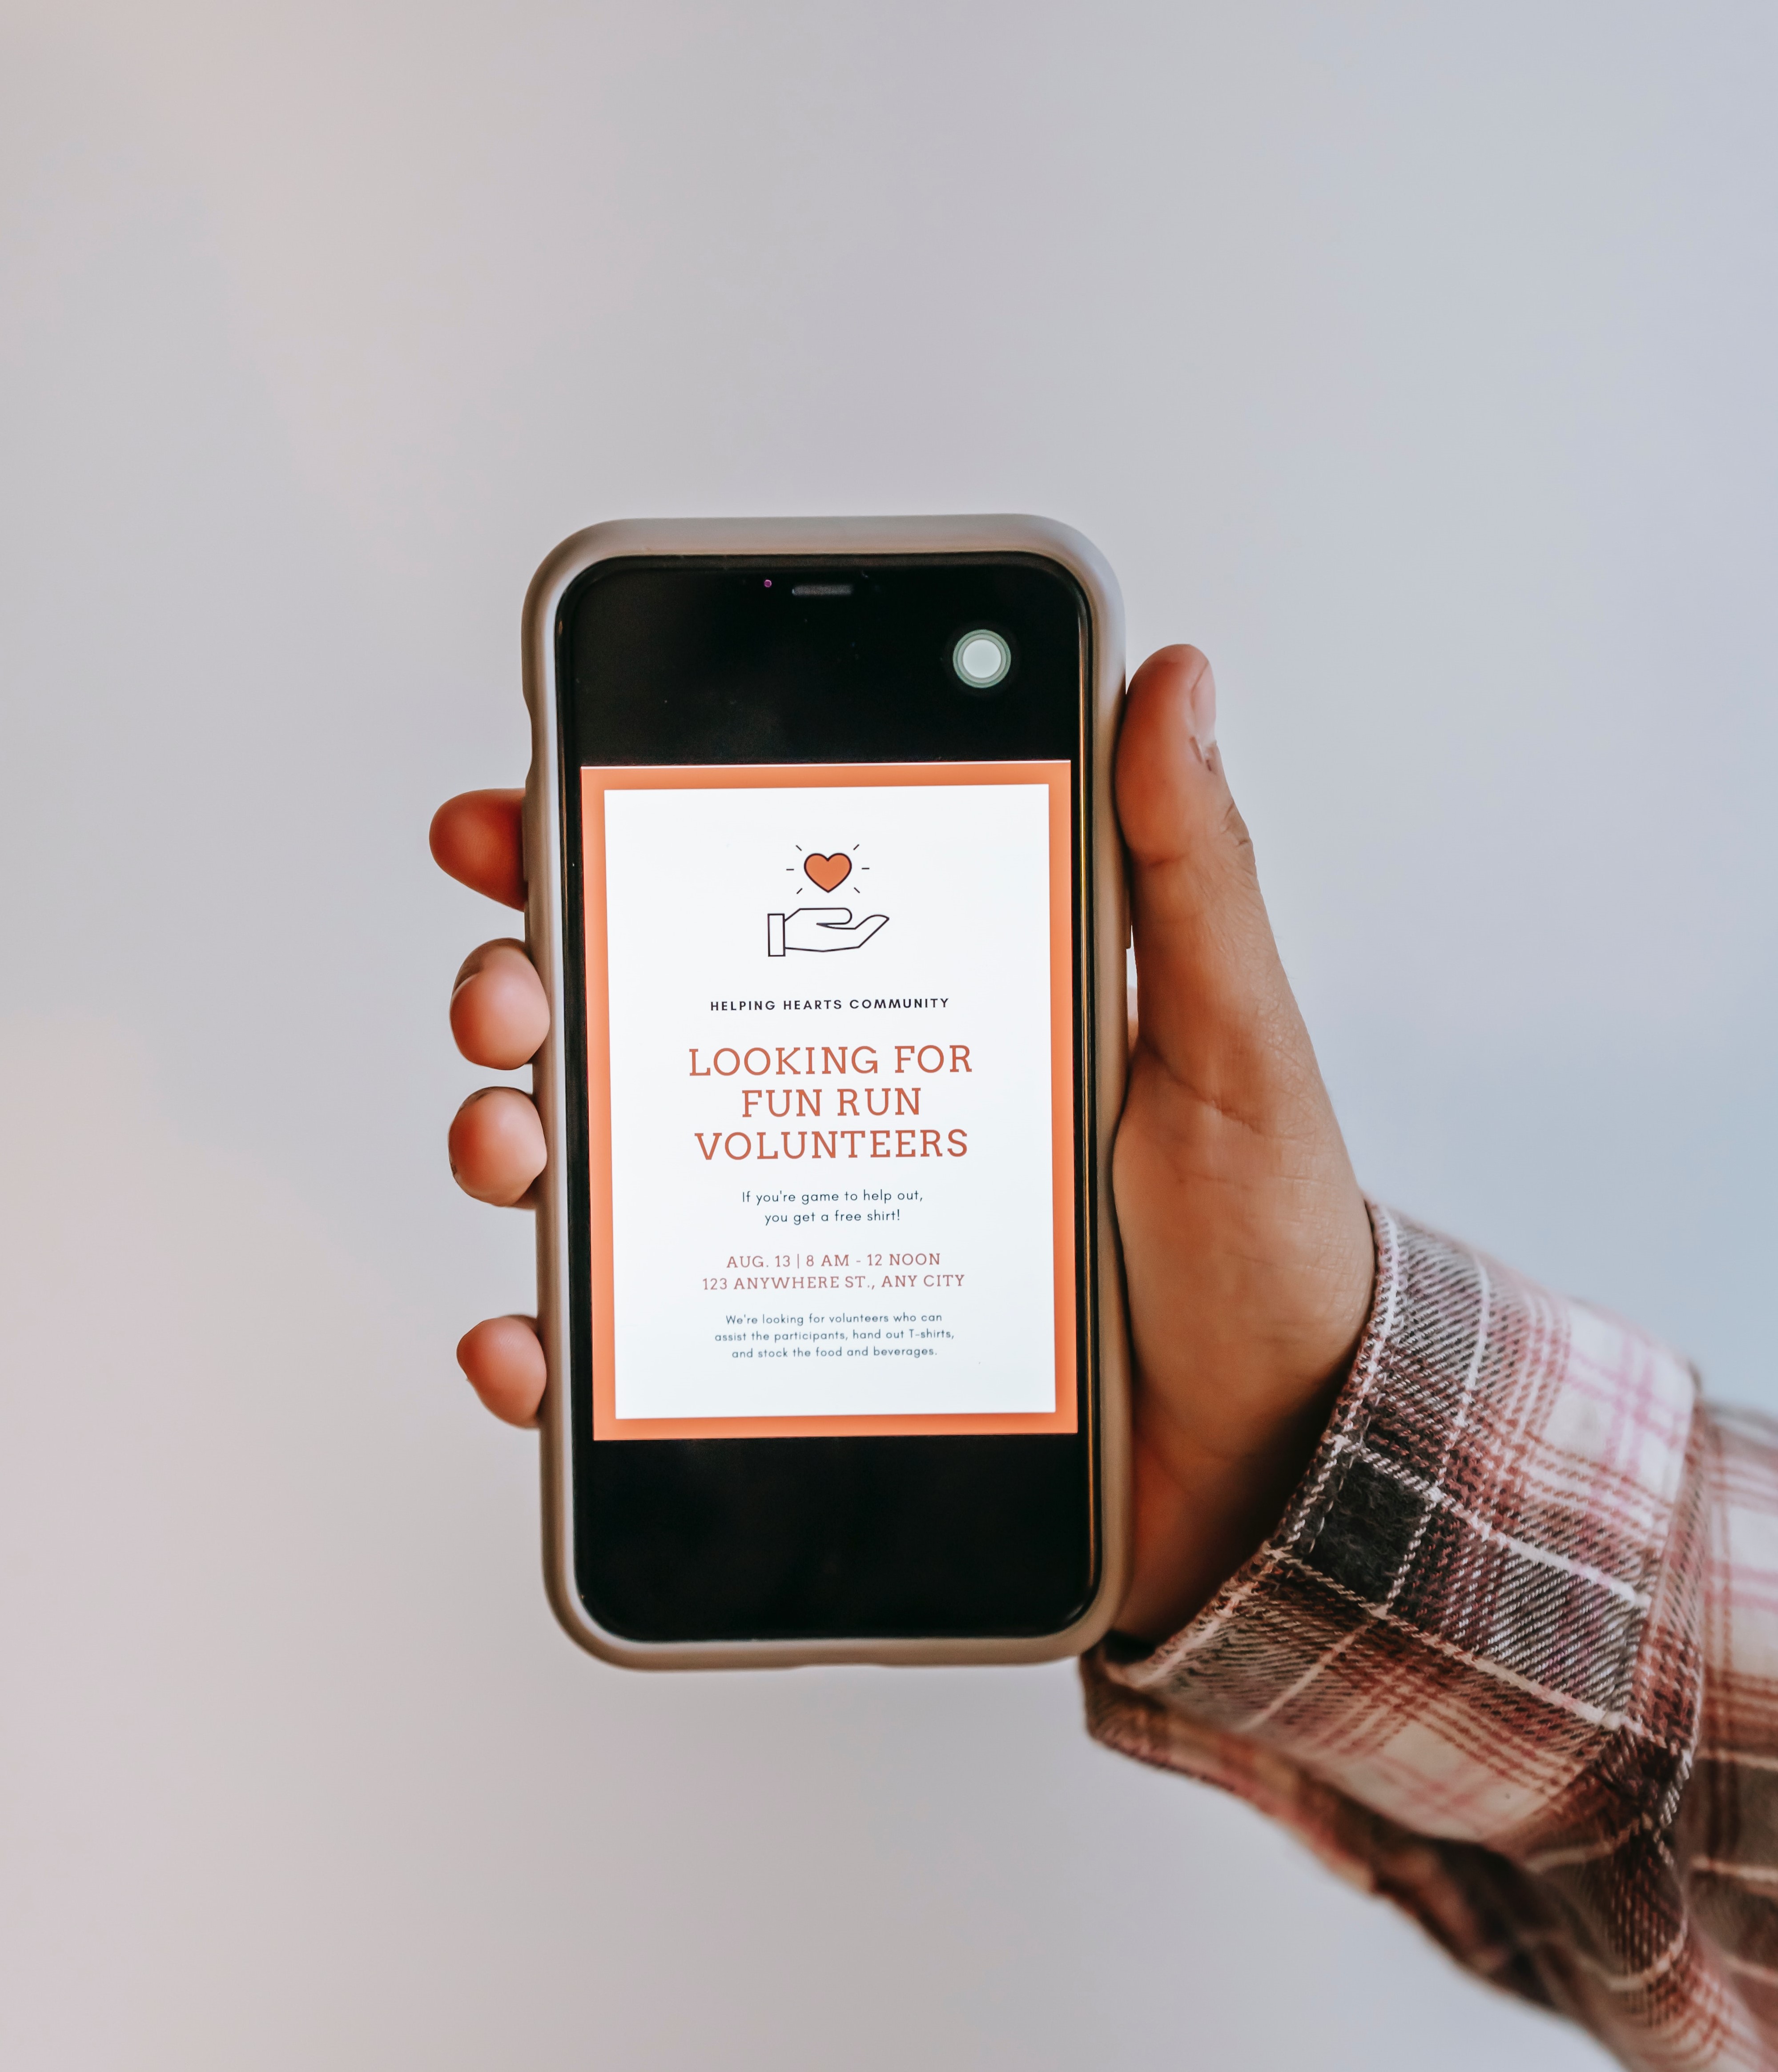 HELPING HEARTS COMMUNITY
LOOKING FOR
FUN RUN
VOLUNTEERS
If you're game to help out,
you get a free shirt!
AUG. 13 | 8 AM - 12 NOON
123 ANYWHERE ST., ANY CITY
We're looking for volunteers who can
assist the participants, hand out T-shirts,
and stock the food and beverages.